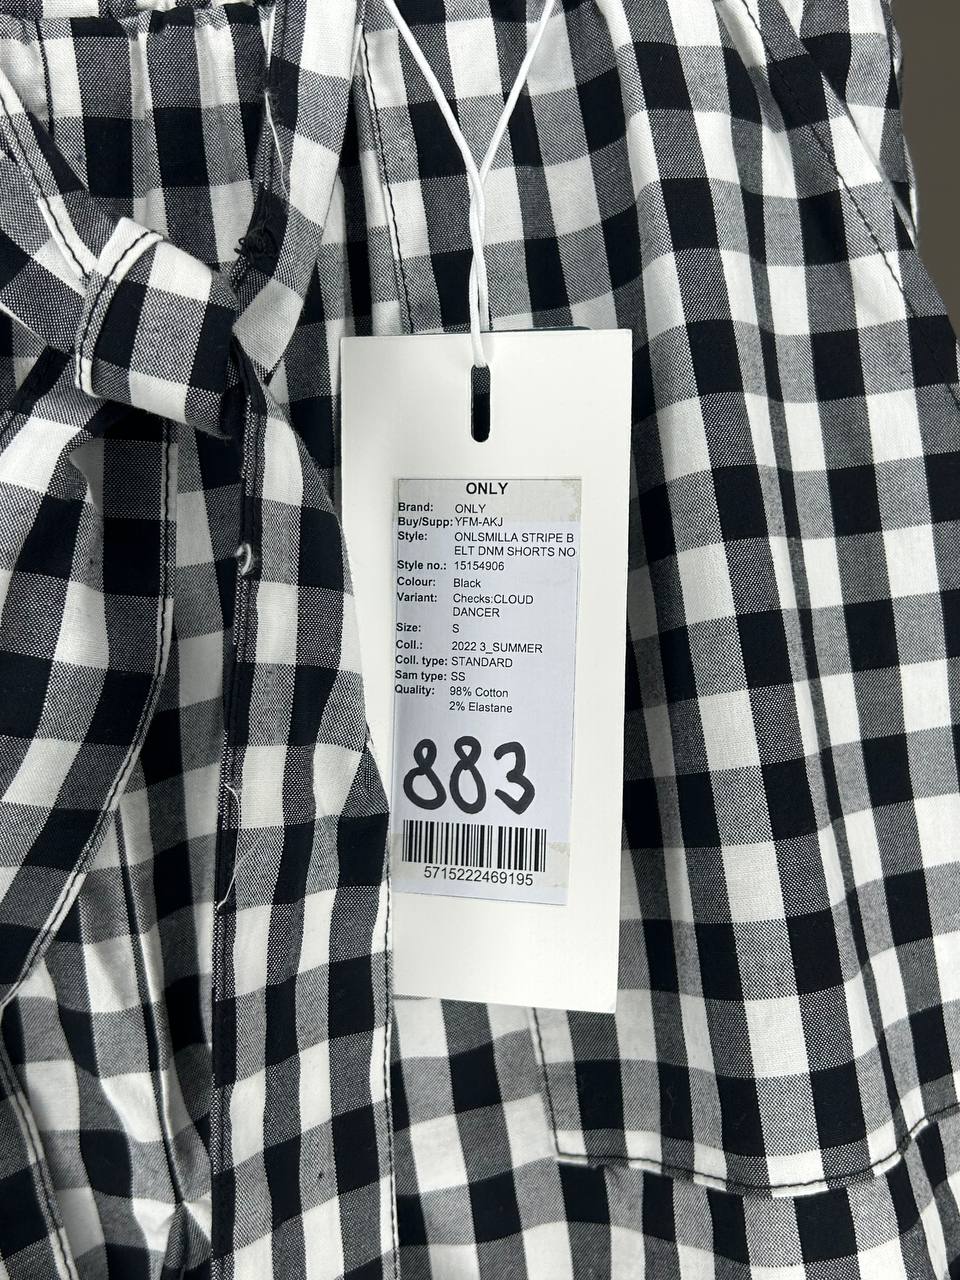 ONLY
Brand: ONLY
Buy/Supp: YFM-AKJ
Style: ONLSMILLA STRIPE B
ELT DNM SHORTS NO
Style no.: 15154906
Colour: Black
Variant: Checks:CLOUD
DANCER
Size: S
Coll.: 2022 3_SUMMER
Coll. type: STANDARD
Sam type: SS
Quality: 98% Cotton
2% Elastane
883
5715222469195